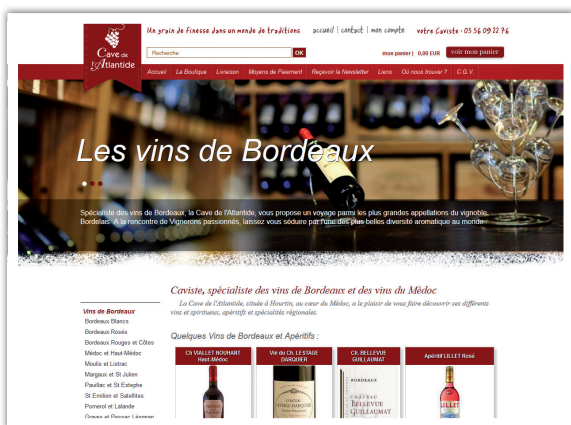 Un grain de finesse dans un monde de traditions
accueil | contact | mon compte
votre Caviste - 05 56 09 22 76
Cave de
l'Atlantide
Recherche
OK
mon panier | 0,00 EUR
voir mon panier
Accueil
La Boutique
Livraison
Moyens de Paiement
Recevoir la Newsletter
Liens
Où nous trouver ?
C.G.V.
Les vins de Bordeaux
Spécialiste des vins de Bordeaux, la Cave de l'Atlantide, vous propose un voyage parmi les plus grandes appellations du vignoble
Bordelais. A la rencontre de Vignerons passionnés, laissez vous séduire par l'une des plus belles diversité aromatique au monde.
Caviste, spécialiste des vins de Bordeaux et des vins du Médoc
La Cave de l'Atlantide, située à Hourtin, au cœur du Médoc, a le plaisir de vous faire découvrir ses différents
vins et spiritueux, apéritifs et spécialités régionales.
Vins de Bordeaux
Bordeaux Blancs
Bordeaux Rosés
Bordeaux Rouges et Côtes
Médoc et Haut-Médoc
Moulis et Listrac
Margaux et St Julien
Pauillac et St Estephe
St Emilion et Satellites
Pomerol et Lalande
Graves et Pessac Léognan
Quelques Vins de Bordeaux et Apéritifs :
Ch VALLET NOUHANT
Haut-Médoc
Vin du Ch. LESTAGE
DARQUIER
Ch. BELLEVUE
GUILLAUMAT
Apéritif LILLET Rosé
BORDEAUX
CHÂTEAU
BELLEVUE
GUILLAUMAT
LILLET